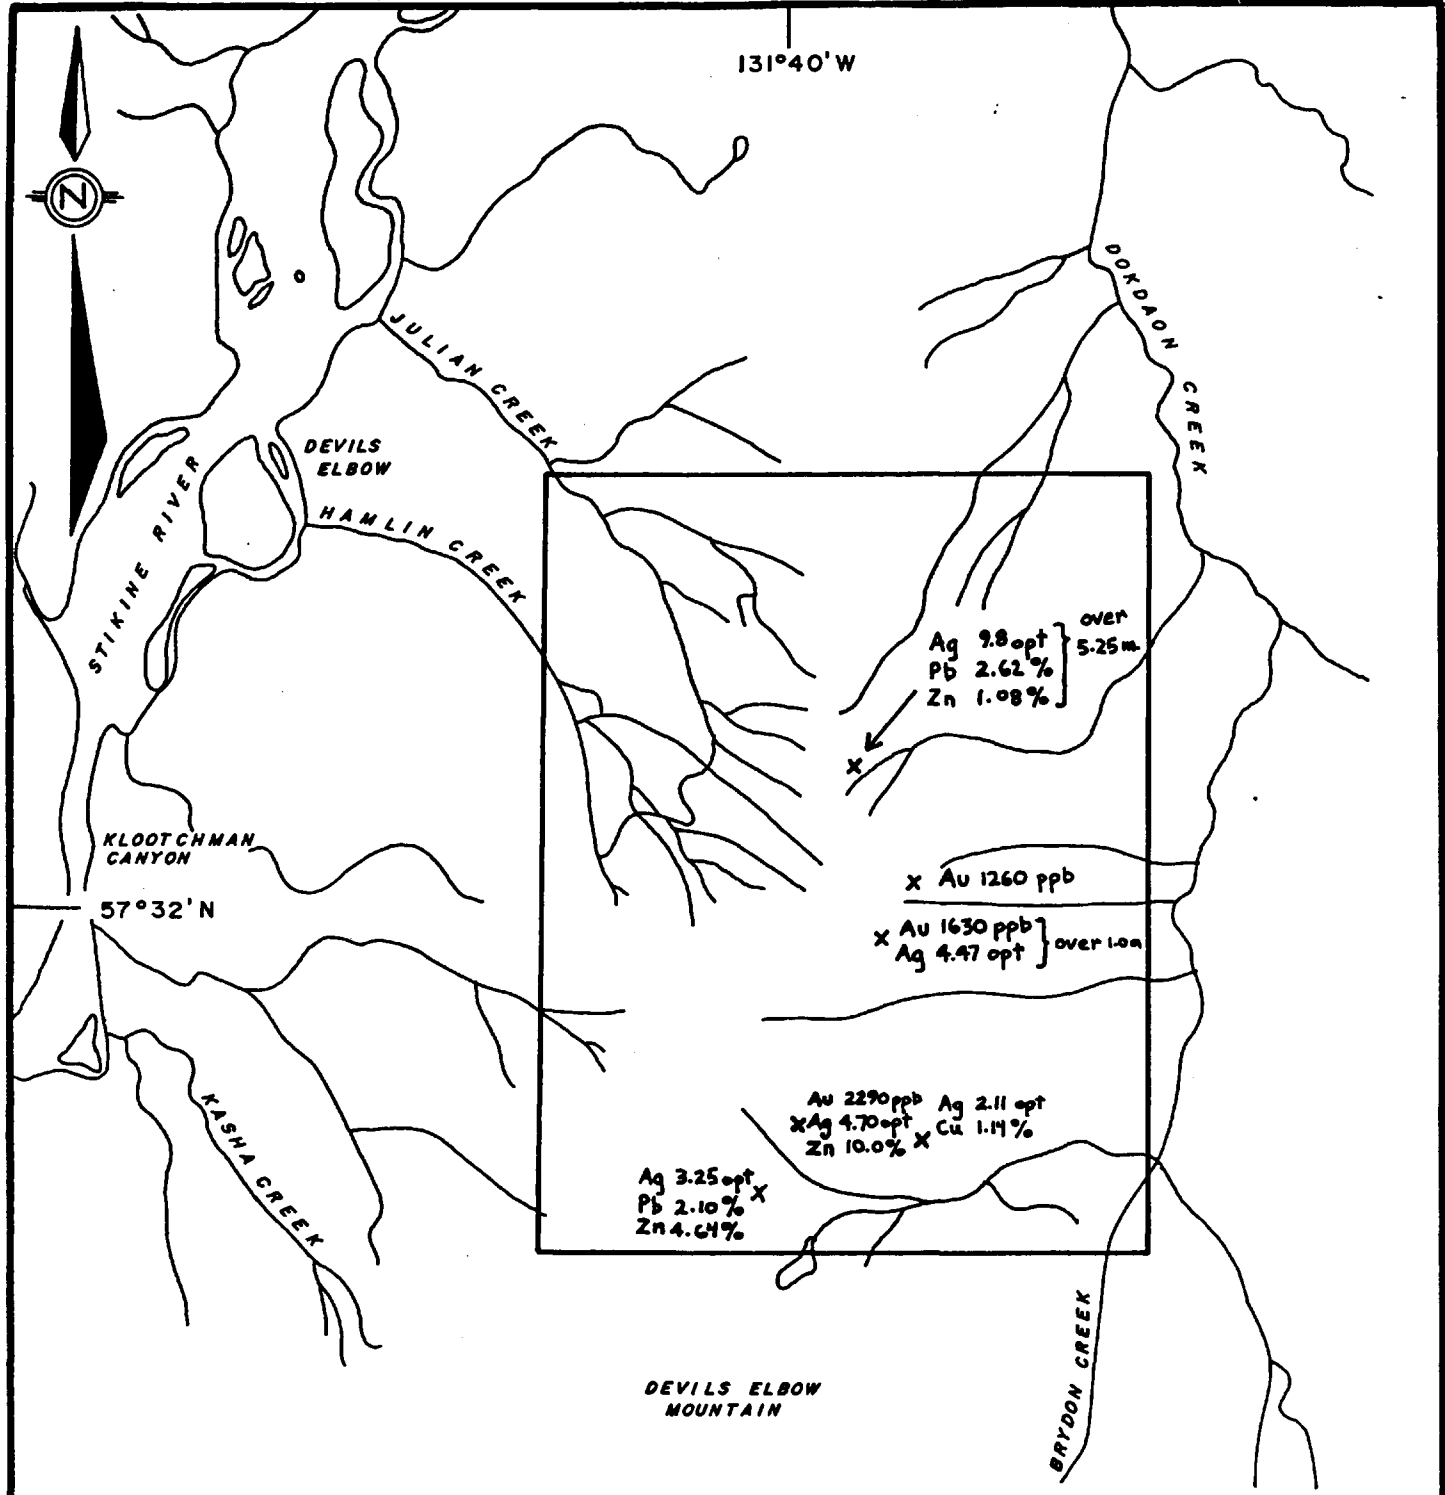 131°40'W
N
DOKDAON CREEK
JULIAN CREEK
DEVILS
ELBOW
HAMLIN CREEK
STIKINE RIVER
over
5.25m
Ag 9.8 opt
Pb 2.62%
Zn 1.08%
X
KLOOTCHMAN
CANYON
X Au 1260 ppb
57°32'N
X Au 1630 ppb
Ag 4.47 opt
over 1.0m
Au 2290 ppb
X Ag 4.70 opt
Zn 10.0%
Ag 2.11 opt
Cu 1.14%
X
Ag 3.25 opt X
Pb 2.10%
Zn 4.64%
KASHA CREEK
BRYDON CREEK
DEVILS ELBOW
MOUNTAIN